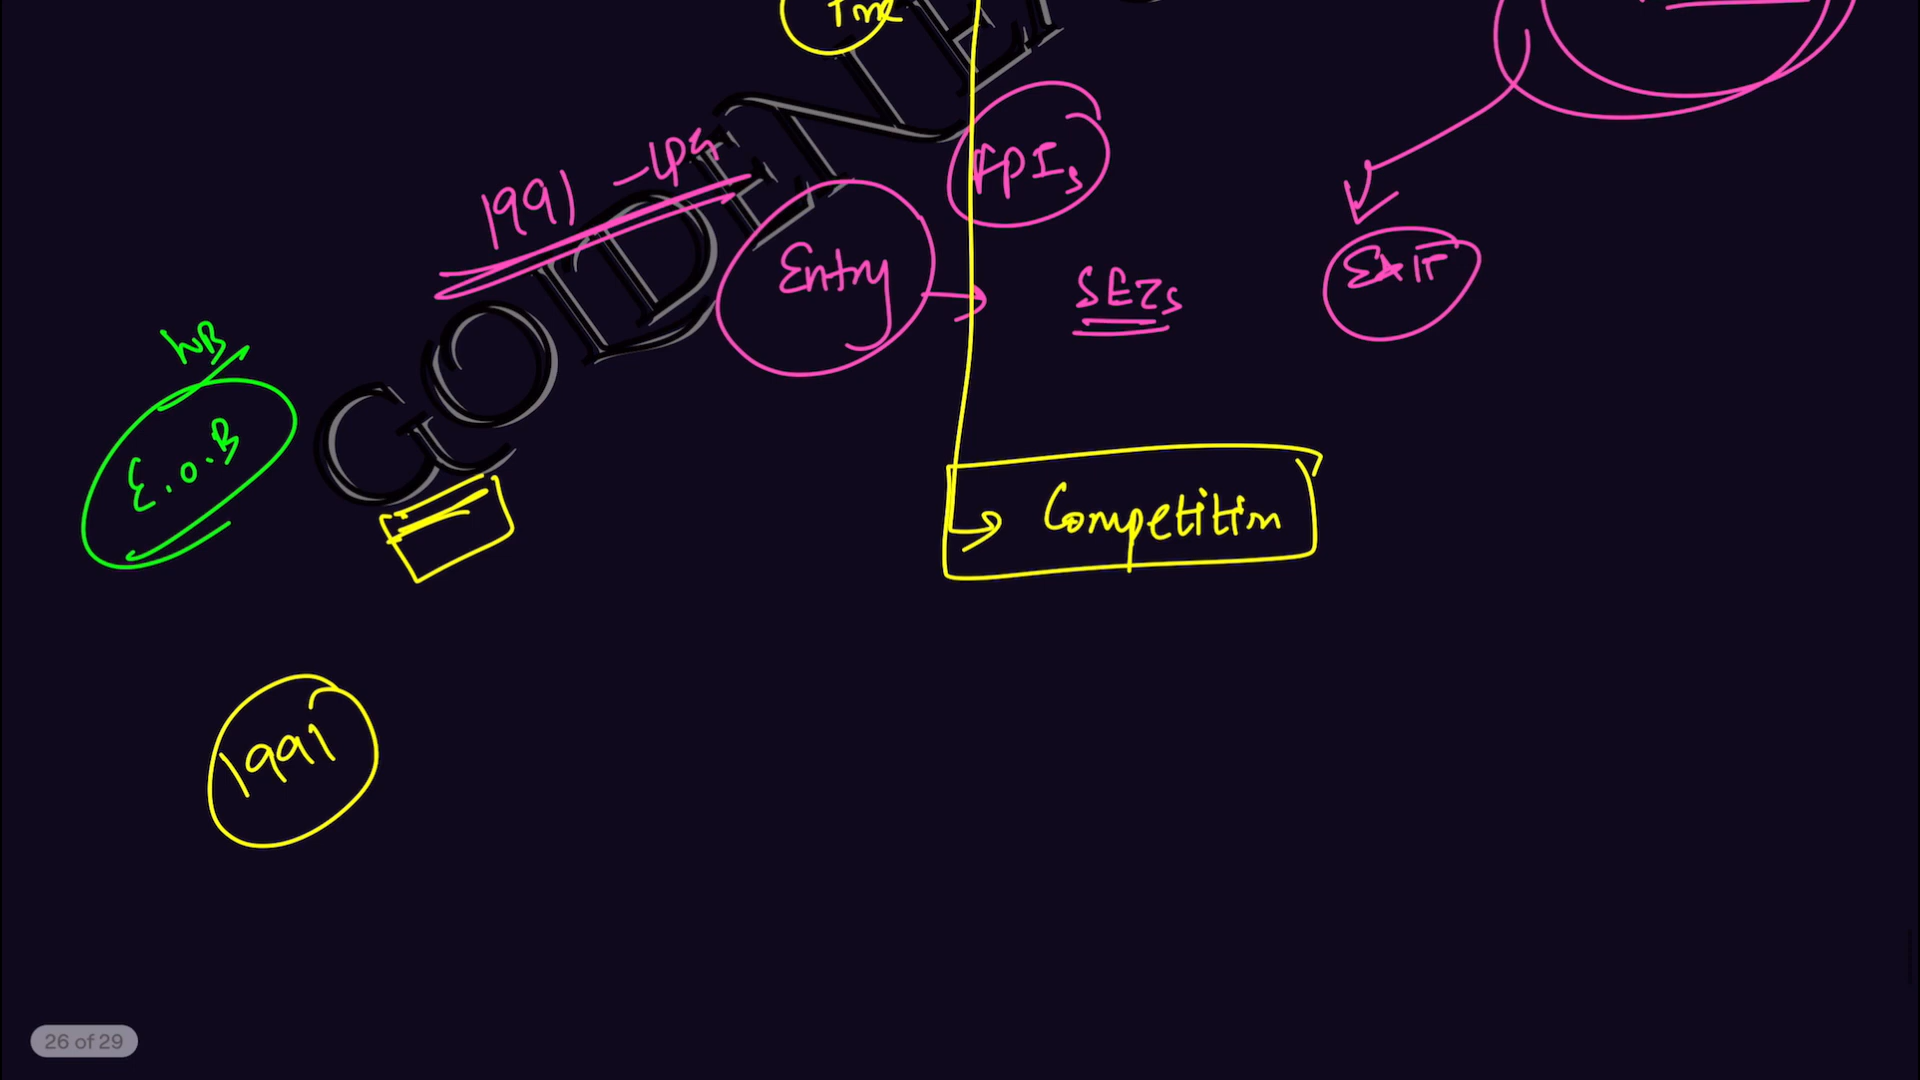 1991 - LPG
FPIs
Entry → SEZs
EXIT
WB
E.O.B
→ Competition
1991
26 of 29